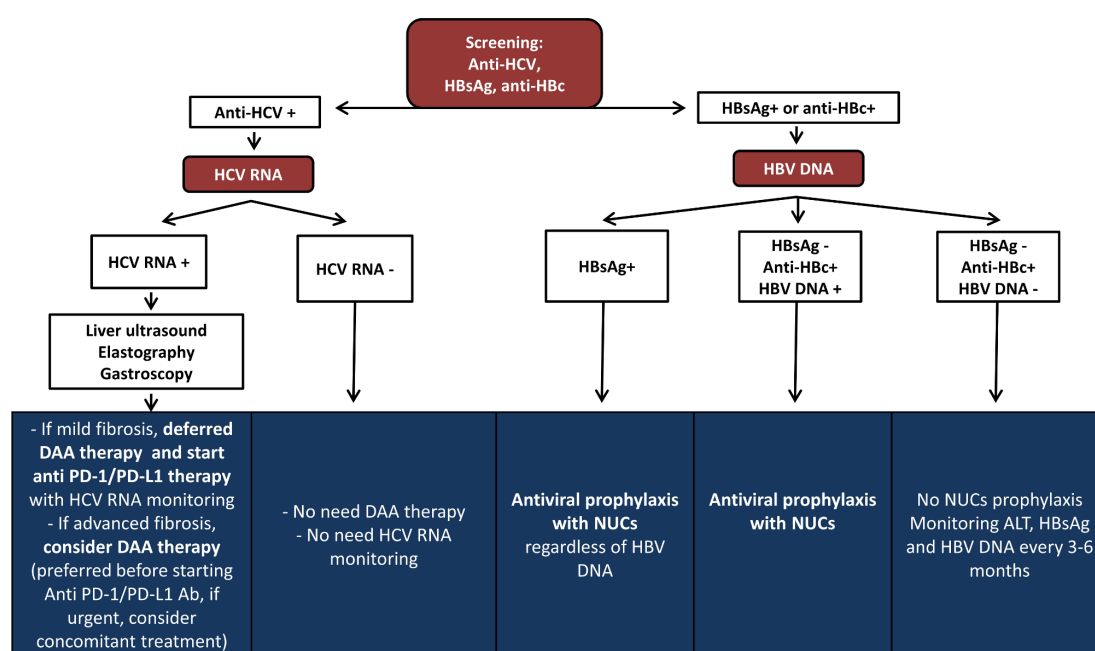 Screening:
Anti-HCV,
HBsAg, anti-HBc
Anti-HCV +
HBsAg+ or anti-HBc+
HCV RNA
HBV DNA
HCV RNA +
HCV RNA -
HBsAg+
HBsAg -
Anti-HBc+
HBV DNA +
HBsAg -
Anti-HBc+
HBV DNA -
Liver ultrasound
Elastography
Gastroscopy
- If mild fibrosis, deferred
DAA therapy and start
anti PD-1/PD-L1 therapy
with HCV RNA monitoring
- If advanced fibrosis,
consider DAA therapy
(preferred before starting
Anti PD-1/PD-L1 Ab, if
urgent, consider
concomitant treatment)
- No need DAA therapy
- No need HCV RNA
monitoring
Antiviral prophylaxis
with NUCs
regardless of HBV
DNA
Antiviral prophylaxis
with NUCs
No NUCs prophylaxis
Monitoring ALT, HBsAg
and HBV DNA every 3-6
months